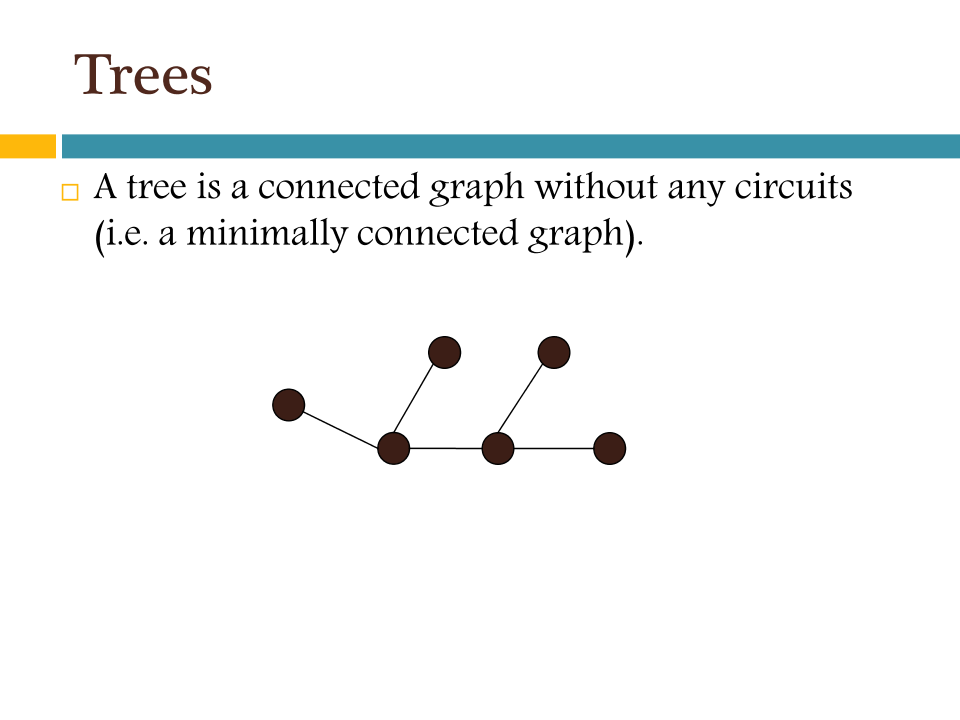 Trees
A tree is a connected graph without any circuits
(i.e. a minimally connected graph).